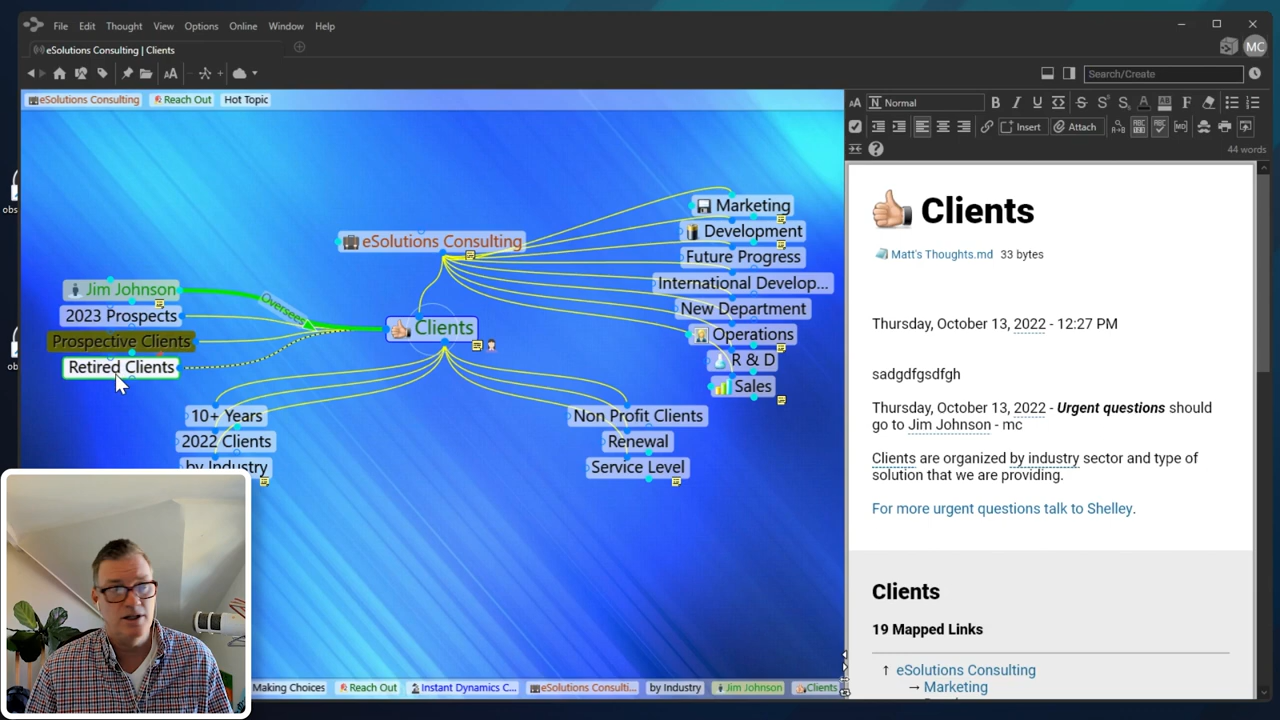 File Edit Thought View Options Online Window Help
eSolutions Consulting | Clients
MC
Search/Create
eSolutions Consulting Reach Out Hot Topic
Normal
Insert Attach
44 words
eSolutions Consulting
Marketing
Development
Future Progress
International Develop...
New Department
Operations
R & D
Sales
Jim Johnson
2023 Prospects
Prospective Clients
Retired Clients
Oversees
Clients
10+ Years
2022 Clients
by Industry
Non Profit Clients
Renewal
Service Level
obs
ob
Clients
Matt's Thoughts.md 33 bytes
Thursday, October 13, 2022 - 12:27 PM
sadgdfgsdfgh
Thursday, October 13, 2022 - Urgent questions should
go to Jim Johnson - mc
Clients are organized by industry sector and type of
solution that we are providing.
For more urgent questions talk to Shelley.
Clients
19 Mapped Links
↑ eSolutions Consulting
→ Marketing
Making Choices Reach Out Instant Dynamics C... eSolutions Consulti... by Industry Jim Johnson Clients